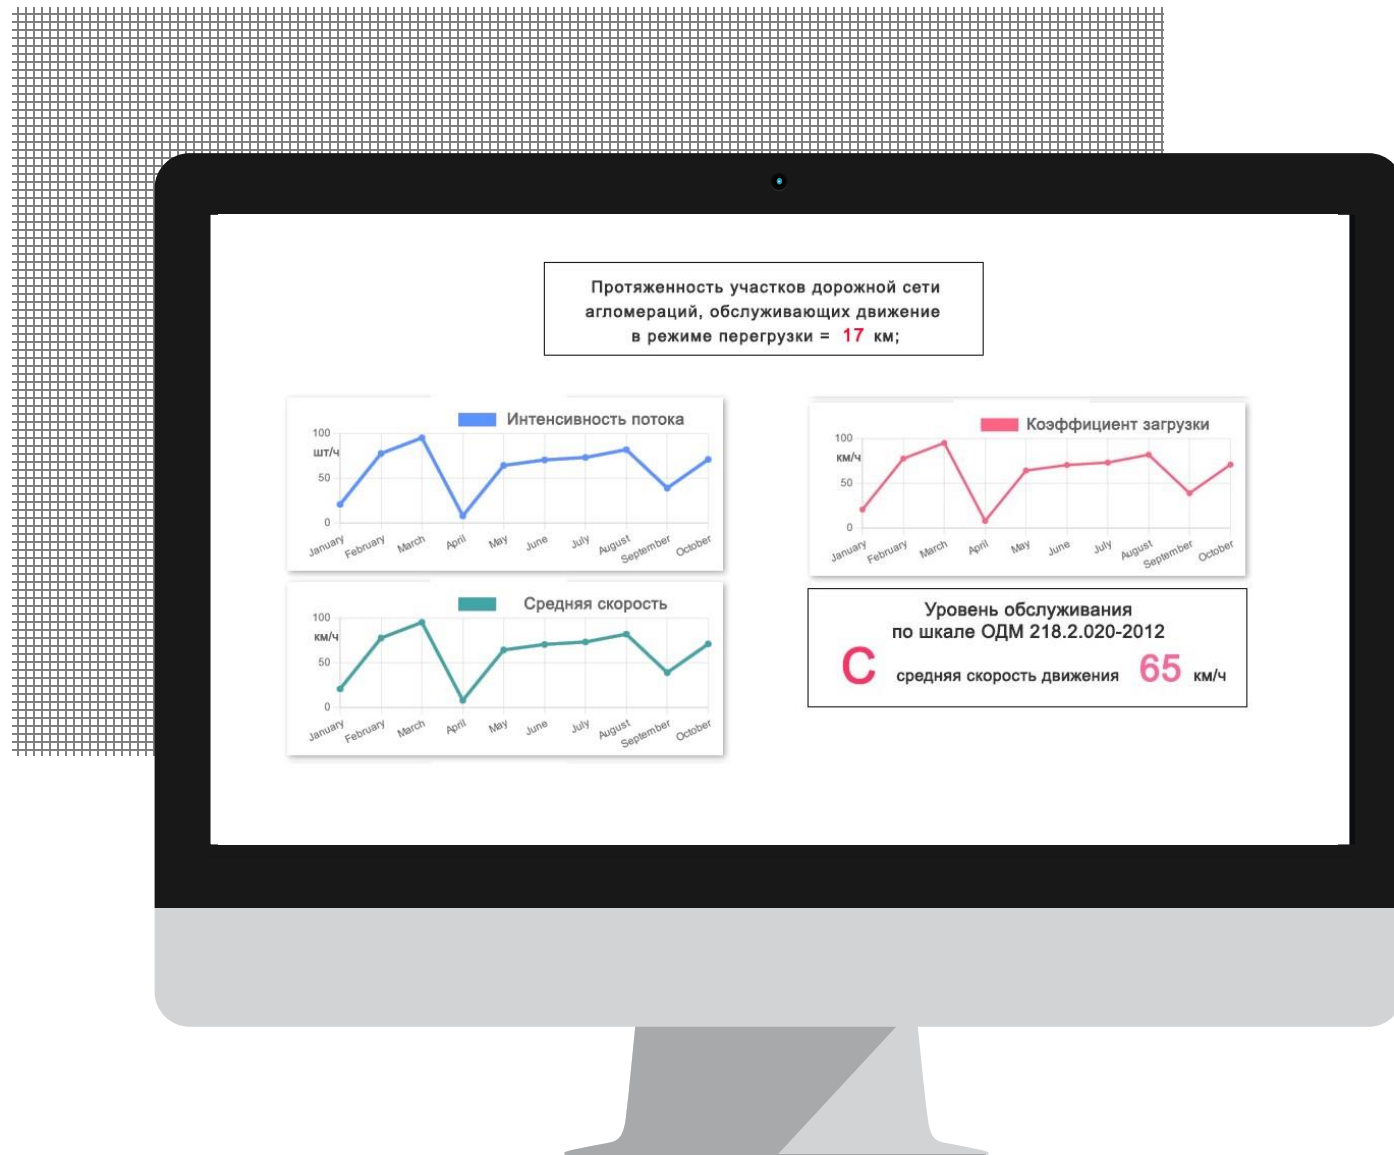 Протяженность участков дорожной сети
агломераций, обслуживающих движение
в режиме перегрузки = 17 км;
Интенсивность потока
100
шт/ч
50
0
January
February
March
April
May
June
July
August
September
October
Коэффициент загрузки
100
км/ч
50
0
January
February
March
April
May
June
July
August
September
October
Средняя скорость
100
км/ч
50
0
January
February
March
April
May
June
July
August
September
October
Уровень обслуживания
по шкале ОДМ 218.2.020-2012
С средняя скорость движения 65 км/ч